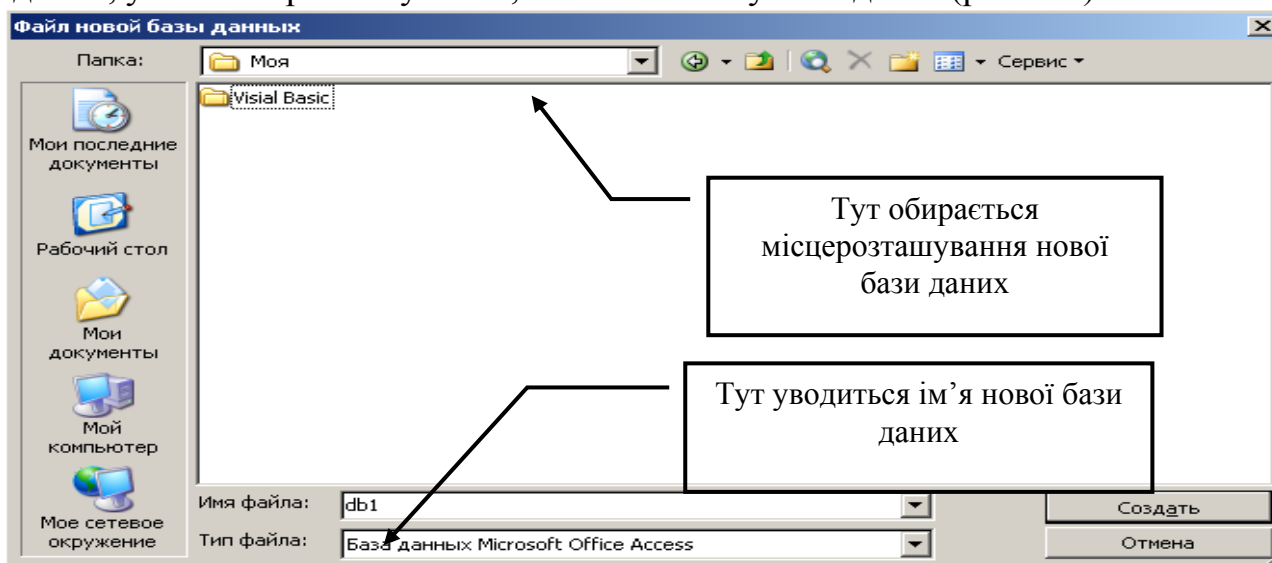 Файл новой базы данных
Папка:
Моя
Сервис
Visial Basic
Мои последние
документы
Рабочий стол
Мои
документы
Мой
компьютер
Мое сетевое
окружение
Тут обирається
місцерозташування нової
бази даних
Тут уводиться ім’я нової бази
даних
Имя файла:
db1
Создать
Тип файла:
База данных Microsoft Office Access
Отмена